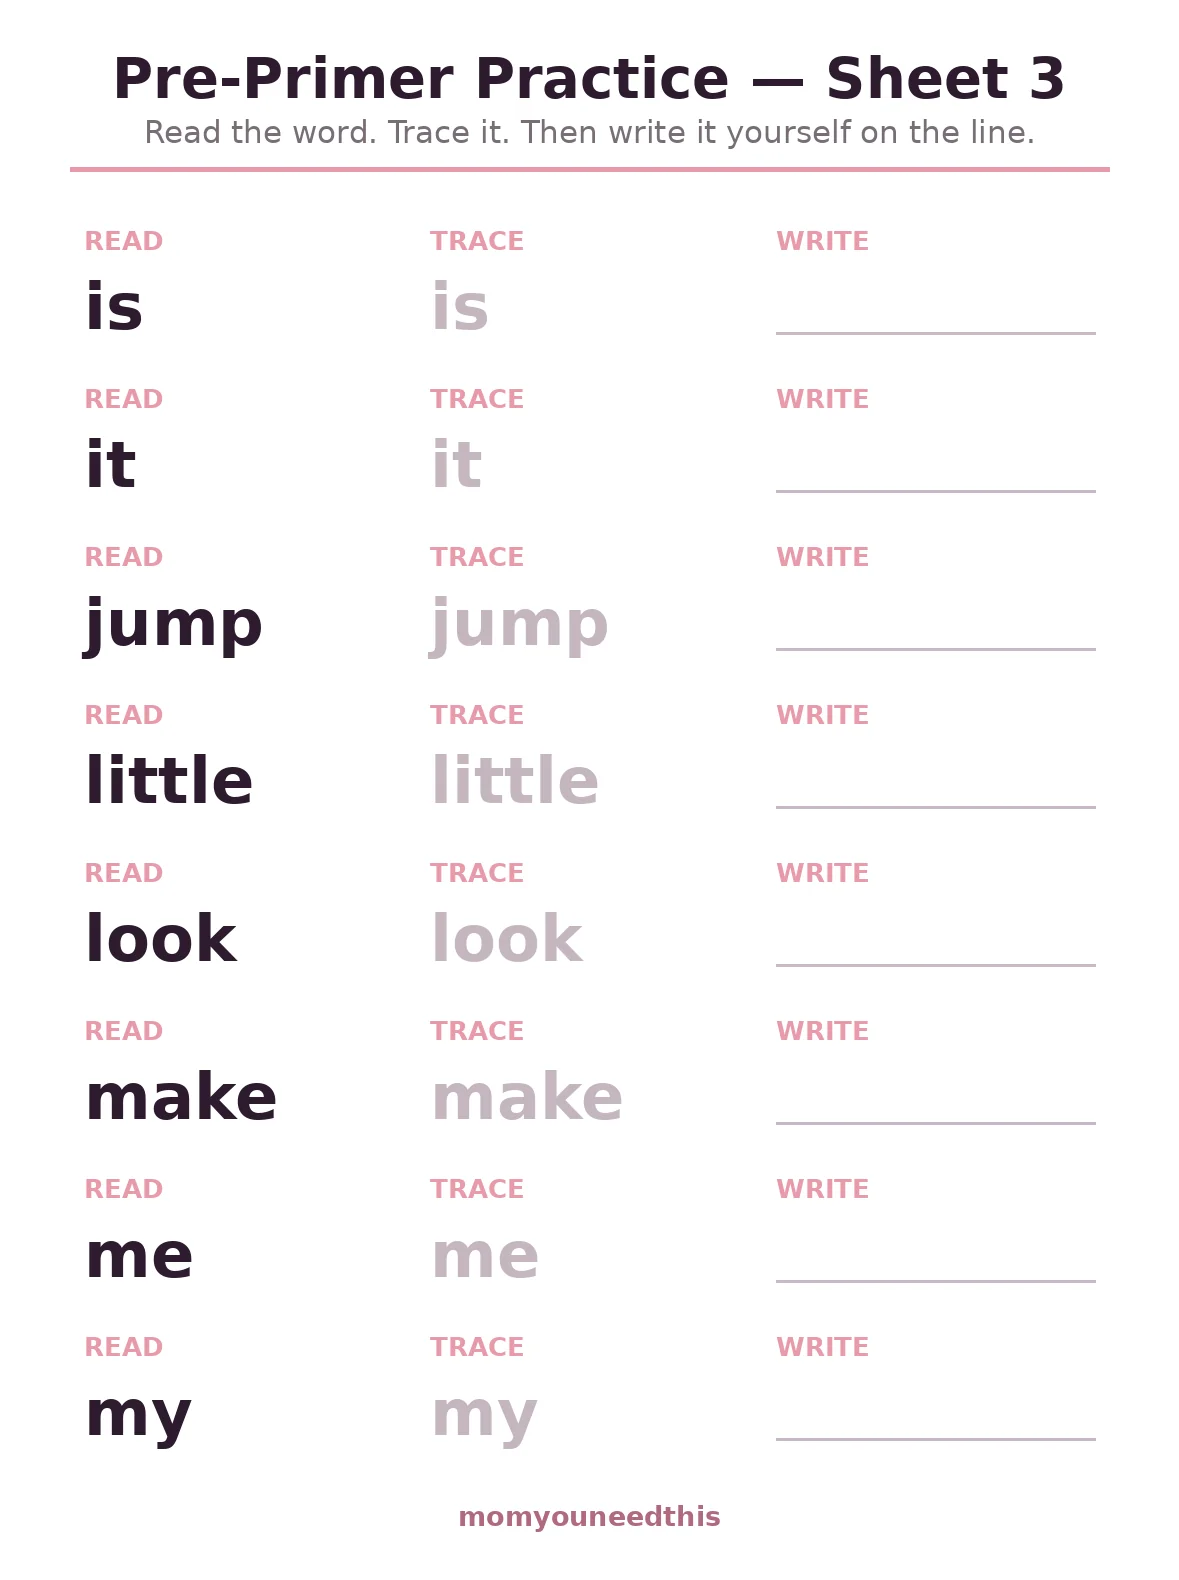 Pre-Primer Practice — Sheet 3
Read the word. Trace it. Then write it yourself on the line.
READ TRACE WRITE
is is
READ TRACE WRITE
it it
READ TRACE WRITE
jump jump
READ TRACE WRITE
little little
READ TRACE WRITE
look look
READ TRACE WRITE
make make
READ TRACE WRITE
me me
READ TRACE WRITE
my my
momyouneedthis